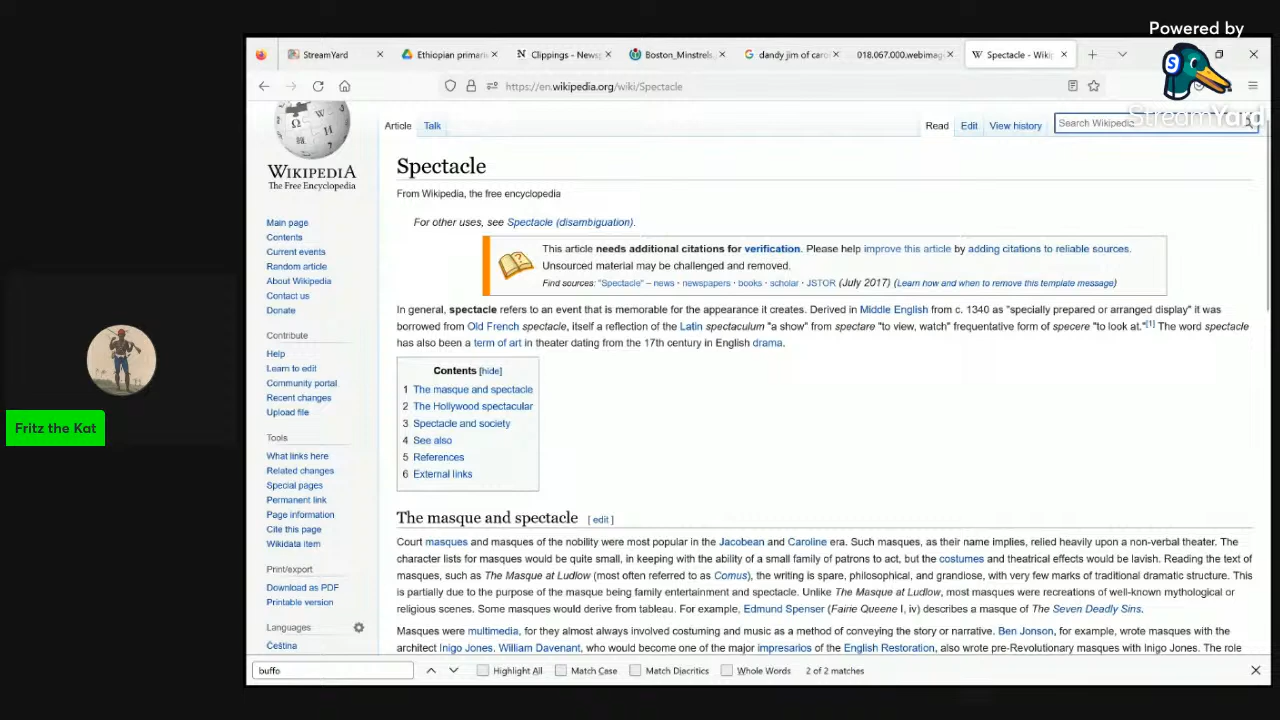 Powered by
StreamYard
StreamYard
Ethiopian primari
Clippings - News
Boston_Minstrels
dandy jim of caro
018.067.000.webimag
Spectacle - Wiki
https://en.wikipedia.org/wiki/Spectacle
WIKIPEDIA
The Free Encyclopedia
Main page
Contents
Current events
Random article
About Wikipedia
Contact us
Donate
Contribute
Help
Learn to edit
Community portal
Recent changes
Upload file
Tools
What links here
Related changes
Special pages
Permanent link
Page information
Cite this page
Wikidata item
Print/export
Download as PDF
Printable version
Languages
Čeština
Article Talk
Read Edit View history
Search Wikipedia
Spectacle
From Wikipedia, the free encyclopedia
For other uses, see Spectacle (disambiguation).
This article needs additional citations for verification. Please help improve this article by adding citations to reliable sources.
Unsourced material may be challenged and removed.
Find sources: "Spectacle" – news · newspapers · books · scholar · JSTOR (July 2017) (Learn how and when to remove this template message)
In general, spectacle refers to an event that is memorable for the appearance it creates. Derived in Middle English from c. 1340 as "specially prepared or arranged display" it was
borrowed from Old French spectacle, itself a reflection of the Latin spectaculum "a show" from spectare "to view, watch" frequentative form of specere "to look at."[1] The word spectacle
has also been a term of art in theater dating from the 17th century in English drama.
Contents [hide]
1 The masque and spectacle
2 The Hollywood spectacular
3 Spectacle and society
4 See also
5 References
6 External links
The masque and spectacle [ edit ]
Court masques and masques of the nobility were most popular in the Jacobean and Caroline era. Such masques, as their name implies, relied heavily upon a non-verbal theater. The
character lists for masques would be quite small, in keeping with the ability of a small family of patrons to act, but the costumes and theatrical effects would be lavish. Reading the text of
masques, such as The Masque at Ludlow (most often referred to as Comus), the writing is spare, philosophical, and grandiose, with very few marks of traditional dramatic structure. This
is partially due to the purpose of the masque being family entertainment and spectacle. Unlike The Masque at Ludlow, most masques were recreations of well-known mythological or
religious scenes. Some masques would derive from tableau. For example, Edmund Spenser (Fairie Queene I, iv) describes a masque of The Seven Deadly Sins.
Masques were multimedia, for they almost always involved costuming and music as a method of conveying the story or narrative. Ben Jonson, for example, wrote masques with the
architect Inigo Jones. William Davenant, who would become one of the major impresarios of the English Restoration, also wrote pre-Revolutionary masques with Inigo Jones. The role
buffo
Highlight All Match Case Match Diacritics Whole Words 2 of 2 matches
Fritz the Kat